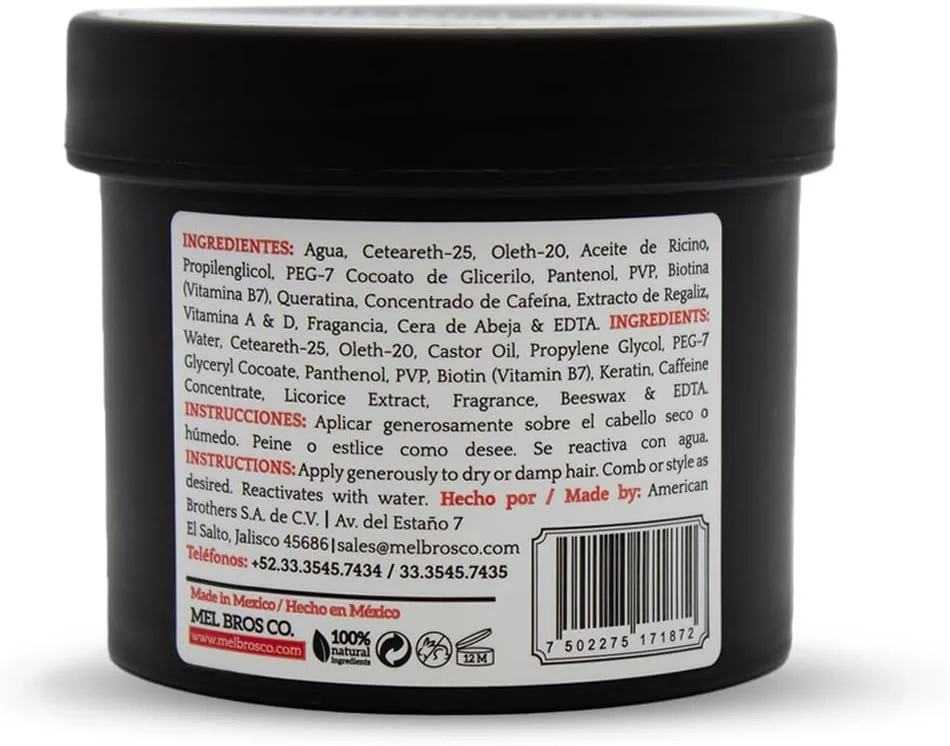 INGREDIENTES: Agua, Ceteareth-25, Oleth-20, Aceite de Ricino,
Propilenglicol, PEG-7 Cocoato de Glicerilo, Pantenol, PVP, Biotina
(Vitamina B7), Queratina, Concentrado de Cafeína, Extracto de Regaliz,
Vitamina A & D, Fragancia, Cera de Abeja & EDTA. INGREDIENTS:
Water, Ceteareth-25, Oleth-20, Castor Oil, Propylene Glycol, PEG-7
Glyceryl Cocoate, Panthenol, PVP, Biotin (Vitamin B7), Keratin, Caffeine
Concentrate, Licorice Extract, Fragrance, Beeswax & EDTA.
INSTRUCCIONES: Aplicar generosamente sobre el cabello seco o
húmedo. Peine o estlice como desee. Se reactiva con agua.
INSTRUCTIONS: Apply generously to dry or damp hair. Comb or style as
desired. Reactivates with water. Hecho por / Made by: American
Brothers S.A. de C.V. | Av. del Estaño 7
El Salto, Jalisco 45686|sales@melbrosco.com
Teléfonos: +52.33.3545.7434 / 33.3545.7435
Made in Mexico / Hecho en México
MEL BROS CO.
www.melbrosco.com
100%
natural
ingredients
12 M
7 502275 171872